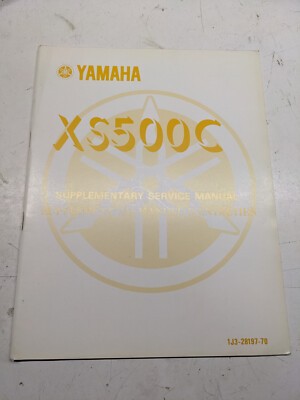 YAMAHA
XS500C
SUPPLEMENTARY SERVICE MANUAL
1J3-28197-70